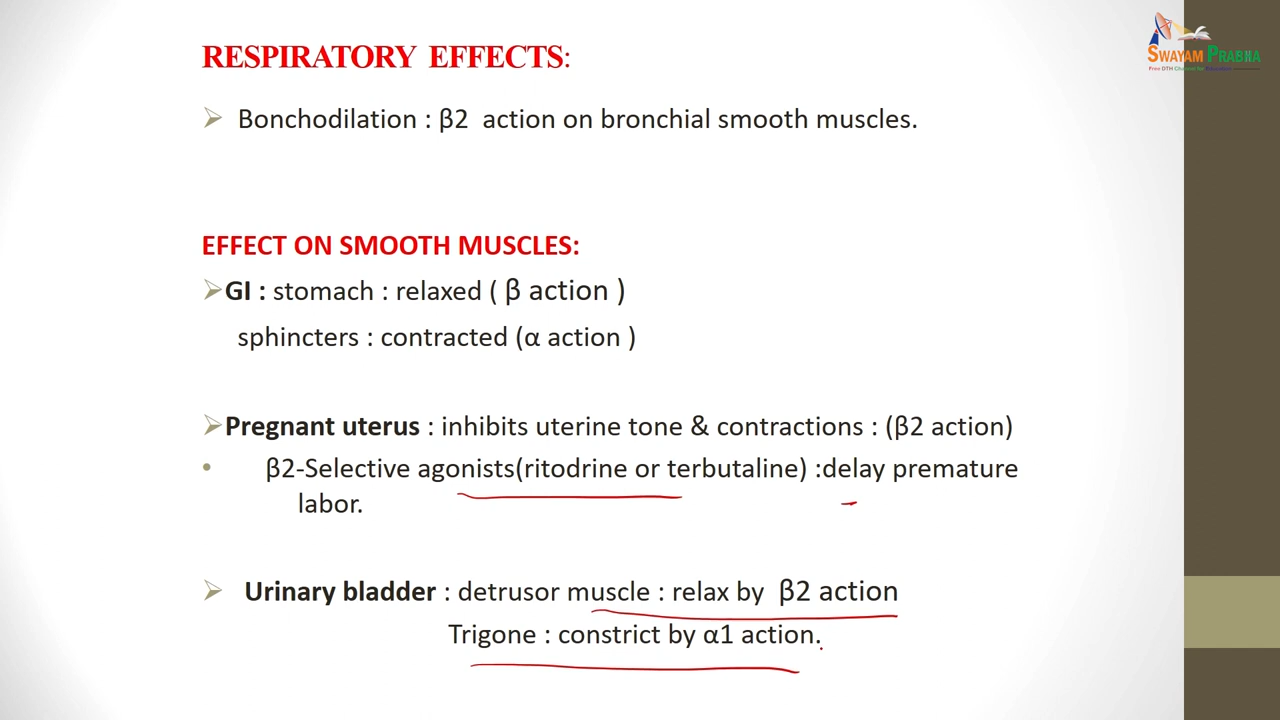 SWAYAM PRABHA
RESPIRATORY EFFECTS:
Bonchodilation : β2 action on bronchial smooth muscles.
EFFECT ON SMOOTH MUSCLES:
GI : stomach : relaxed ( β action )
sphincters : contracted (α action )
Pregnant uterus : inhibits uterine tone & contractions : (β2 action)
• β2-Selective agonists(ritodrine or terbutaline) :delay premature
labor.
Urinary bladder : detrusor muscle : relax by β2 action
Trigone : constrict by α1 action.